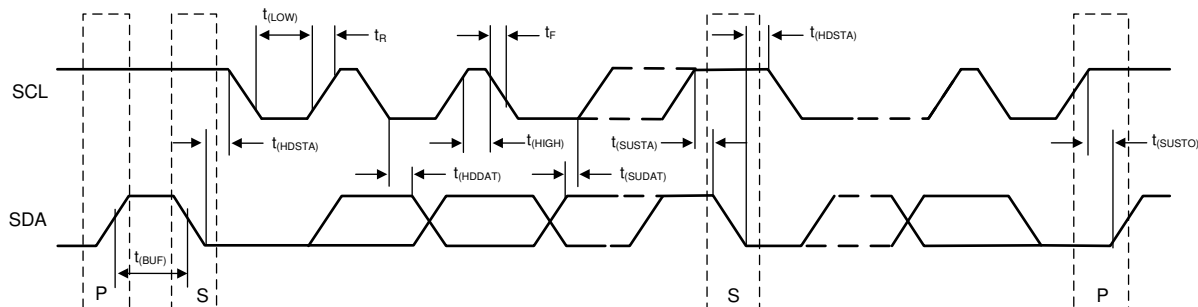 t(LOW)
tR
tF
t(HDSTA)
SCL
t(HDSTA)
t(HIGH)
t(SUSTA)
t(SUSTO)
t(HDDAT)
t(SUDAT)
SDA
t(BUF)
P
S
S
P